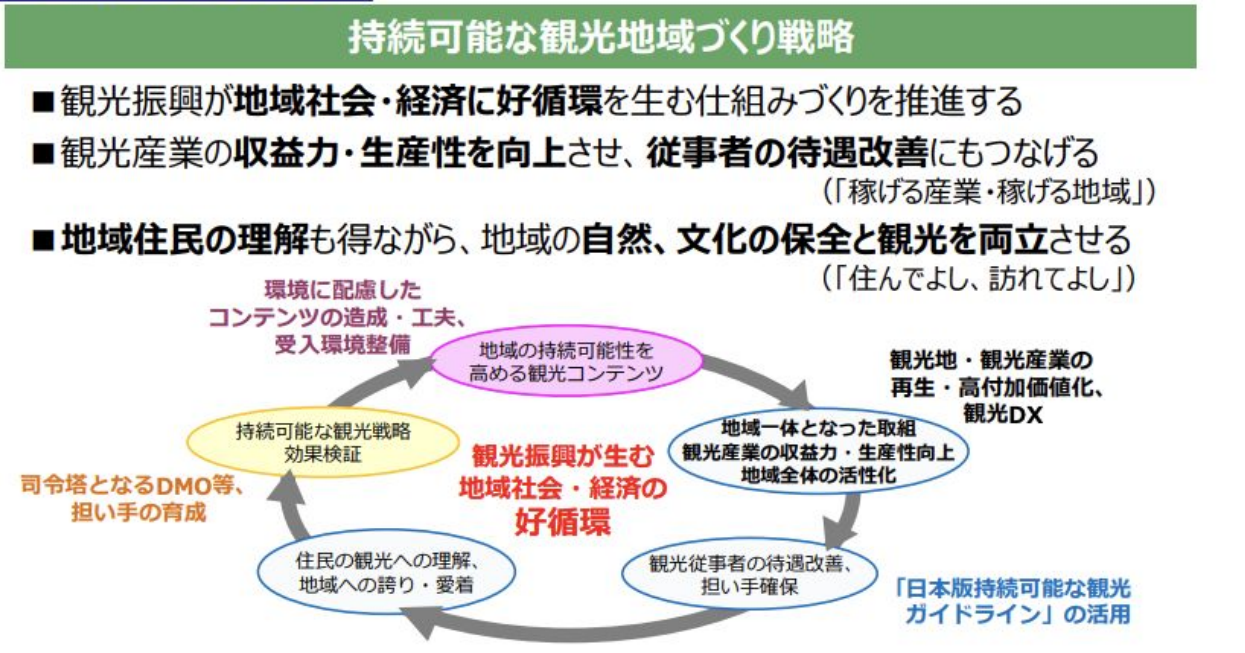 持続可能な観光地域づくり戦略
■観光振興が地域社会・経済に好循環を生む仕組みづくりを推進する
■観光産業の収益力・生産性を向上させ、従事者の待遇改善にもつなげる
(「稼げる産業・稼げる地域」)
■地域住民の理解も得ながら、地域の自然、文化の保全と観光を両立させる
(「住んでよし、訪れてよし」)
環境に配慮した
コンテンツの造成・工夫、
受入環境整備
地域の持続可能性を
高める観光コンテンツ
観光地・観光産業の
再生・高付加価値化、
観光DX
地域一体となった取組
観光産業の収益力・生産性向上
地域全体の活性化
持続可能な観光戦略
効果検証
観光振興が生む
地域社会・経済の
好循環
司令塔となるDMO等、
担い手の育成
住民の観光への理解、
地域への誇り・愛着
観光従事者の待遇改善、
担い手確保
「日本版持続可能な観光
ガイドライン」の活用